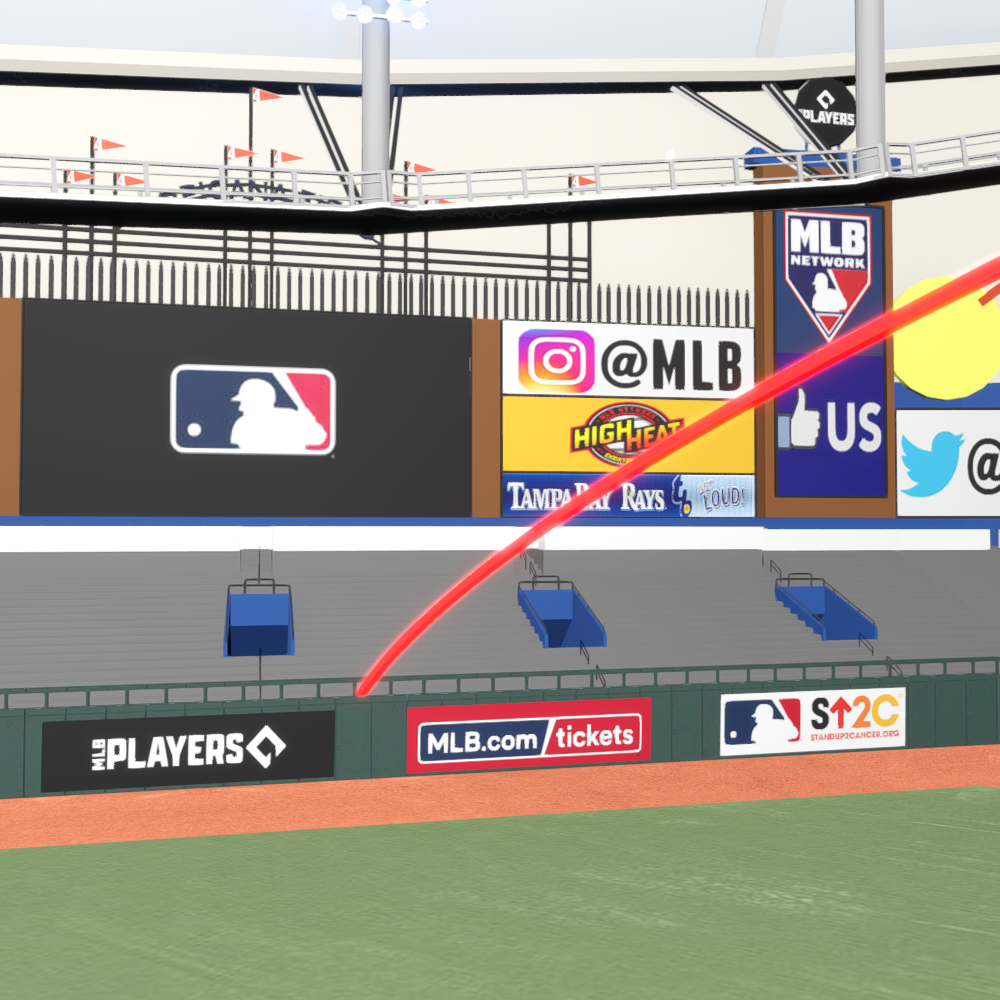 PLAYERS
MLB
NETWORK
@MLB
HIGH HEAT
TAMPA BAY RAYS
LOUD!
US
@
MLB
PLAYERS
MLB.com/tickets
S↑2C
STANDUP2CANCER.ORG